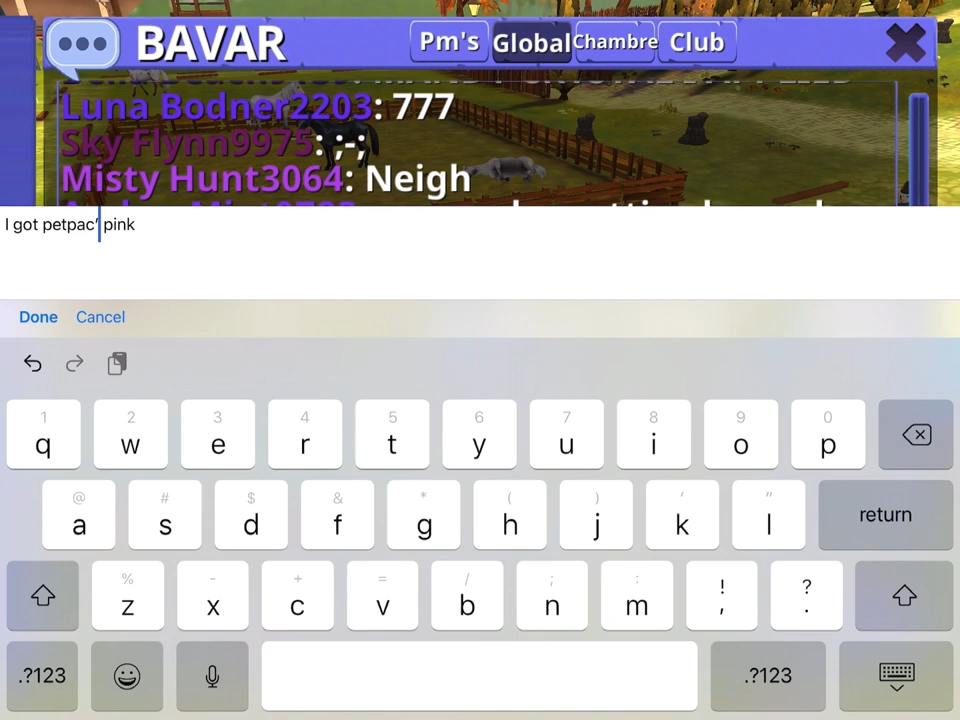 BAVAR
Pm's Global Chambre Club
Luna Bodner2203: 777
Sky Flynn9975: ;-;
Misty Hunt3064: Neigh
I got petpac' pink
Done Cancel
1 2 3 4 5 6 7 8 9 0
q w e r t y u i o p
@ # $ & * ( ) ' "
a s d f g h j k l return
% - + = / ; : ! ?
z x c v b n m , .
.?123 .?123